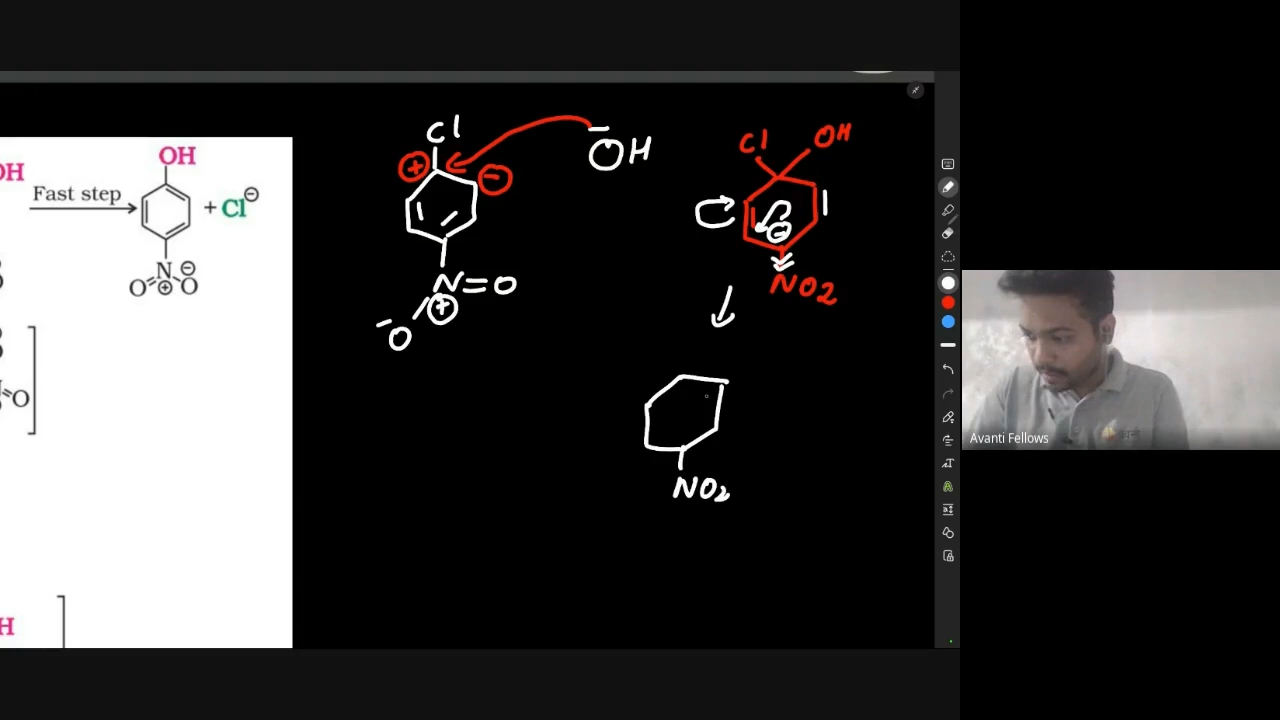 OH
Fast step
OH
+ Cl⊖
N
⊖
O
⊕
O
O
H
Cl
⊕
⊖
N=O
⊕
–
O
–
OH
Cl
OH
⊖
NO2
NO2
Avanti Fellows